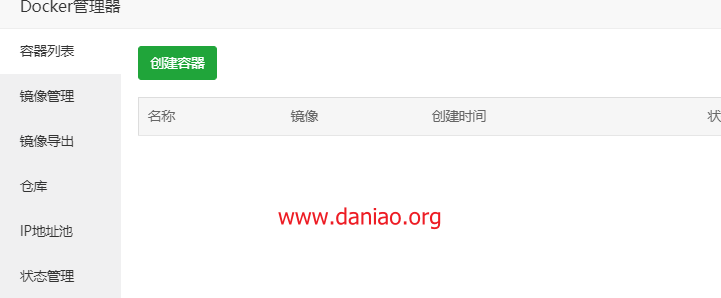 Docker管理器
容器列表
创建容器
镜像管理
名称 镜像 创建时间 状
镜像导出
仓库
www.daniao.org
IP地址池
状态管理